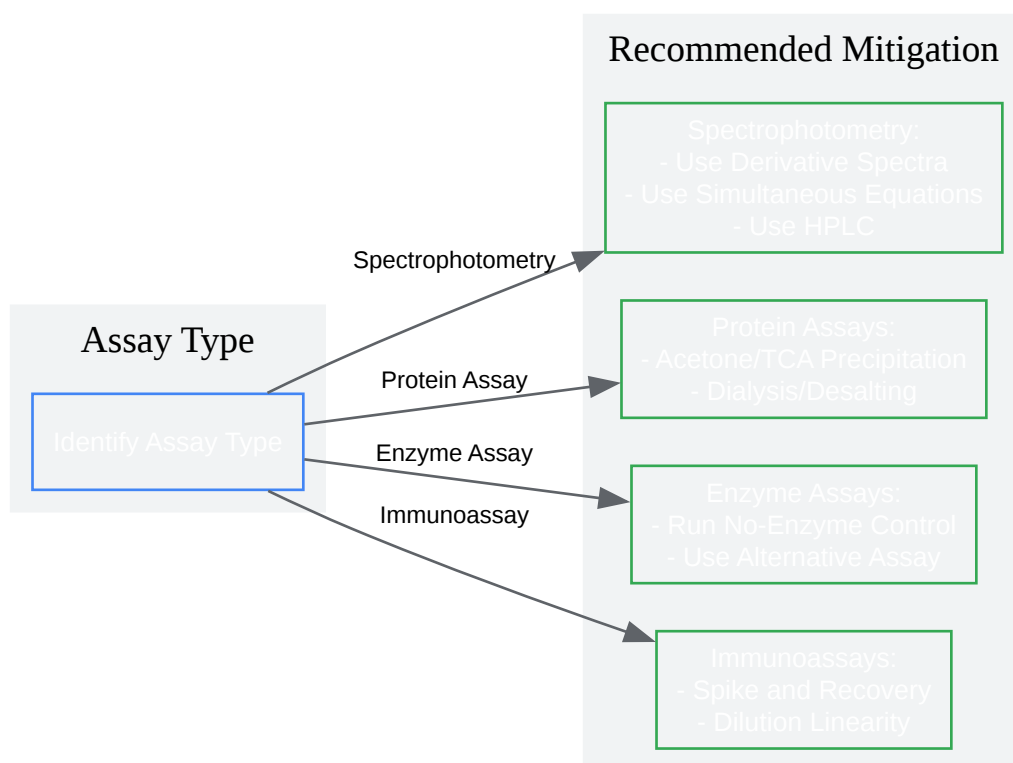 Recommended Mitigation
Spectrophotometry:
- Use Derivative Spectra
- Use Simultaneous Equations
- Use HPLC
Spectrophotometry
Assay Type
Identify Assay Type
Protein Assay
Protein Assays:
- Acetone/TCA Precipitation
- Dialysis/Desalting
Enzyme Assay
Enzyme Assays:
- Run No-Enzyme Control
- Use Alternative Assay
Immunoassay
Immunoassays:
- Spike and Recovery
- Dilution Linearity